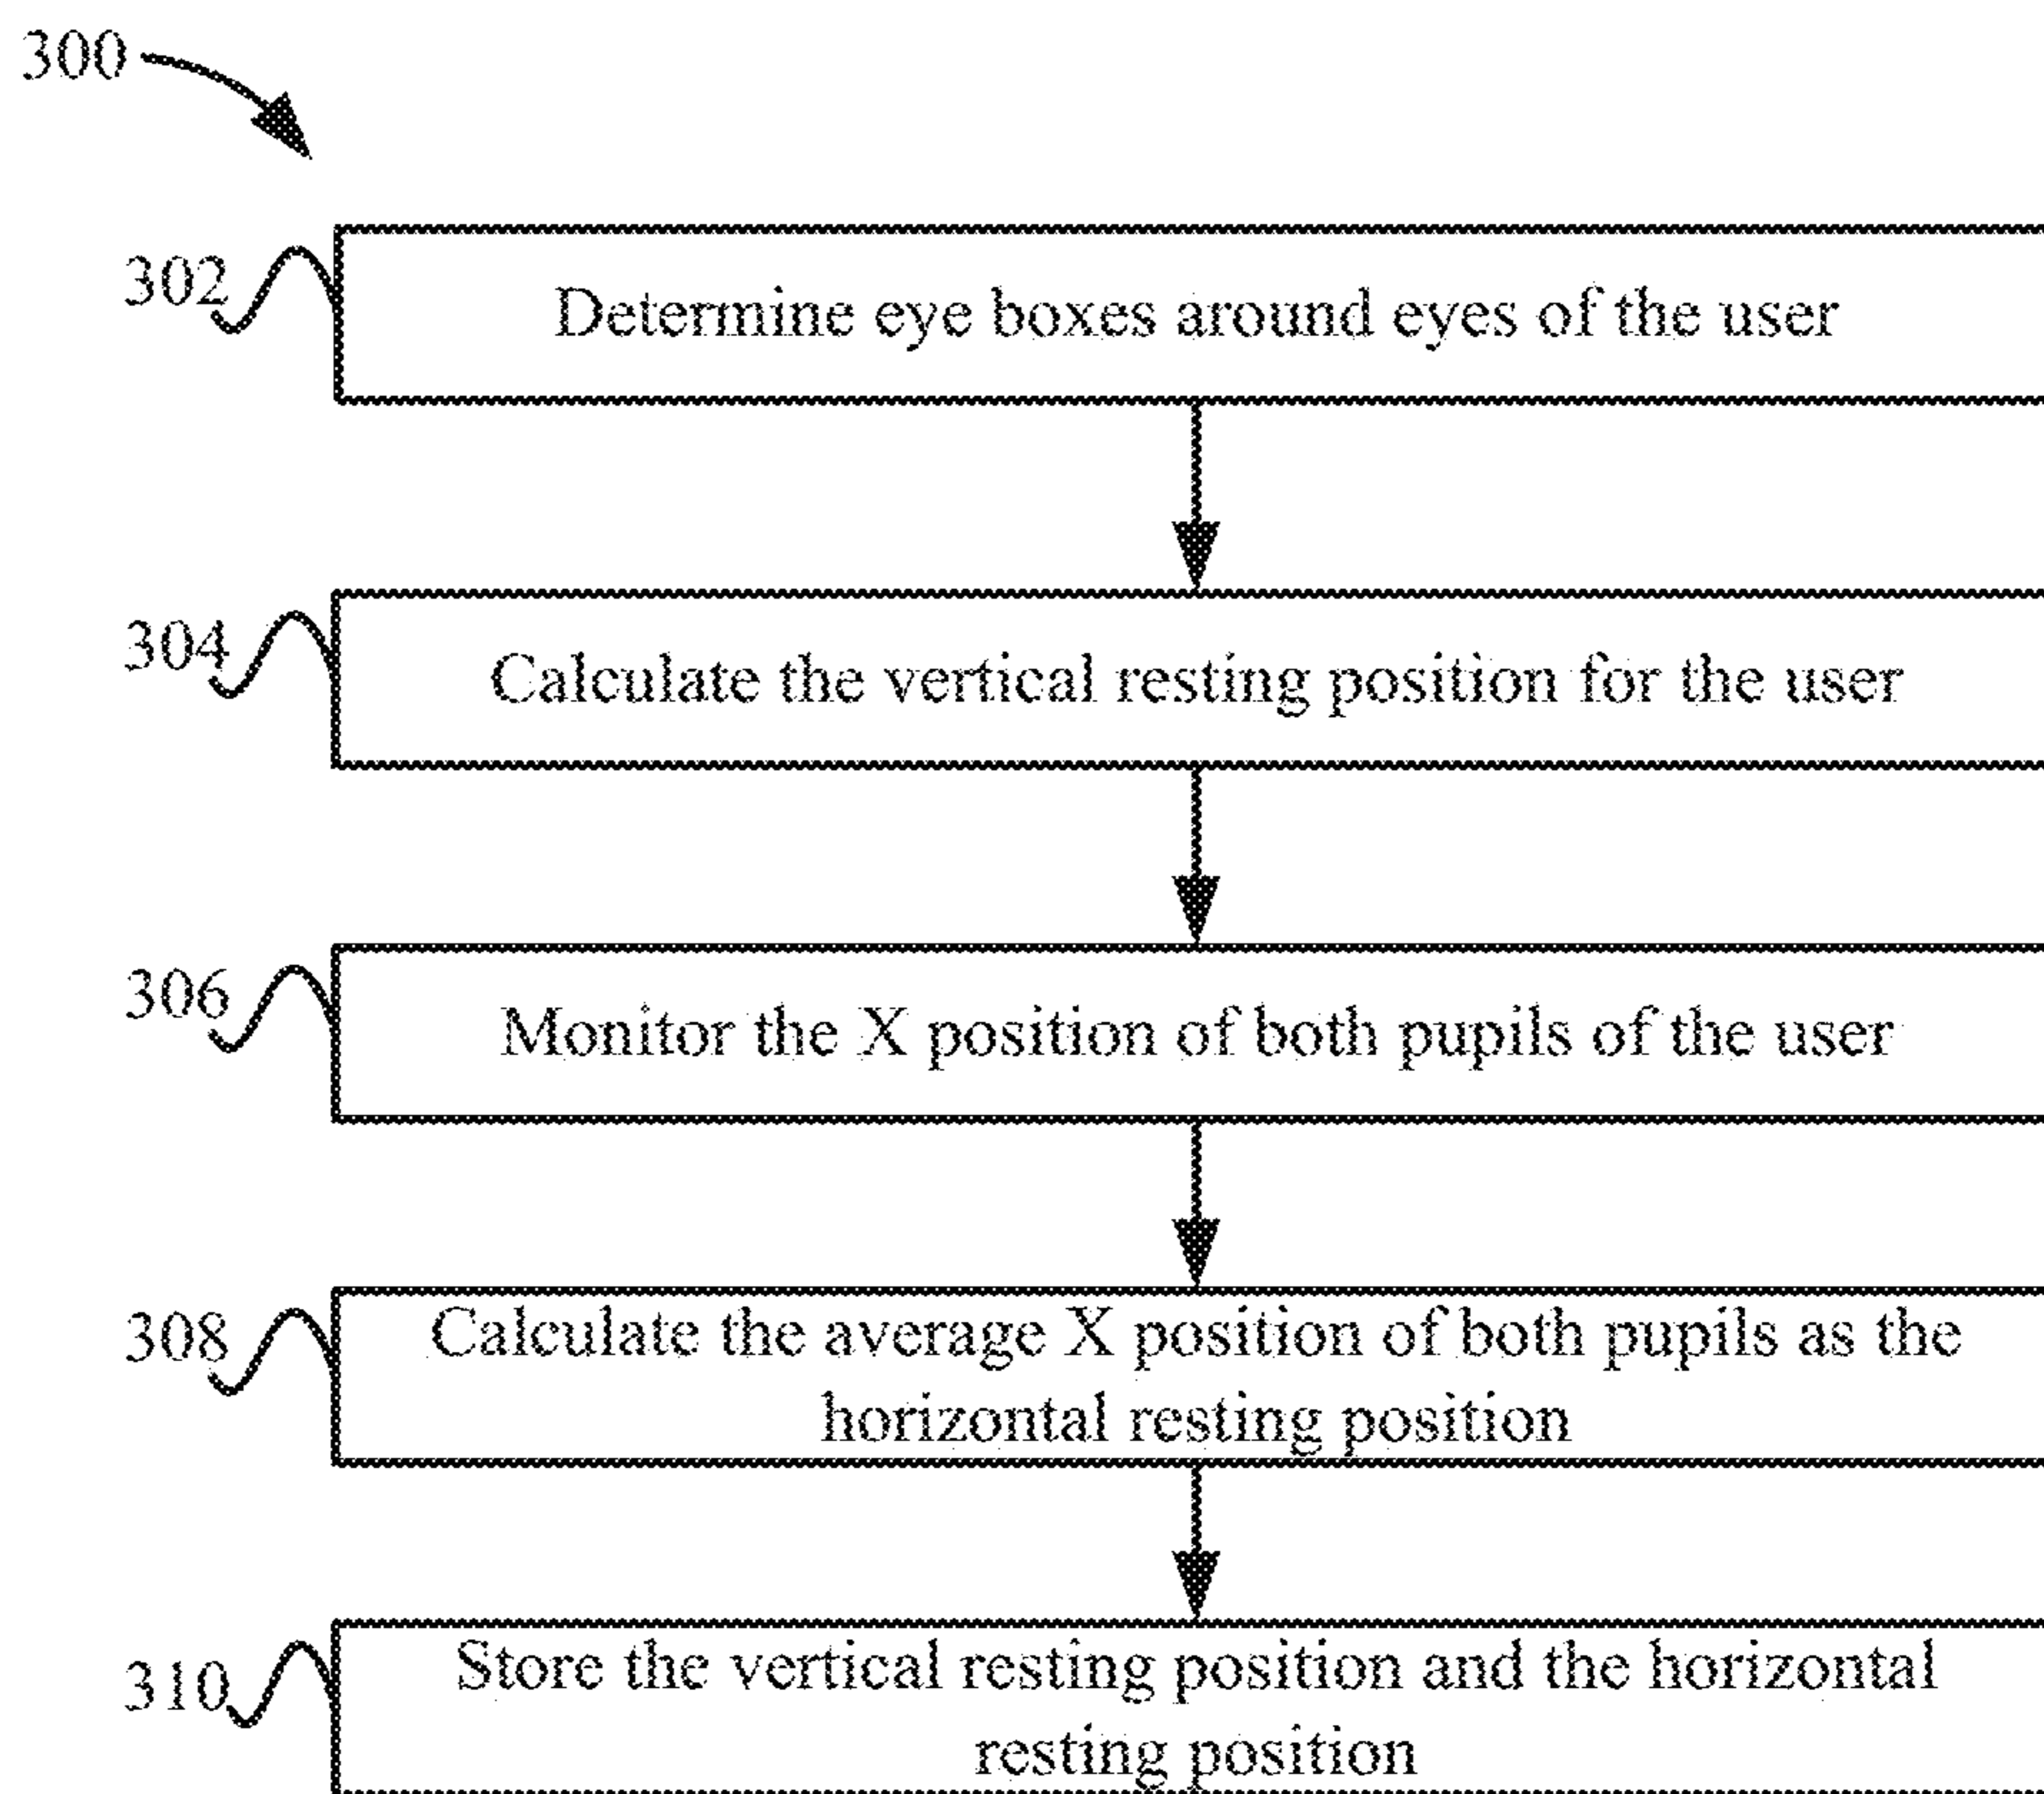 300
302
Determine eye boxes around eyes of the user
304
Calculate the vertical resting position for the user
306
Monitor the X position of both pupils of the user
308
Calculate the average X position of both pupils as the
horizontal resting position
310
Store the vertical resting position and the horizontal
resting position